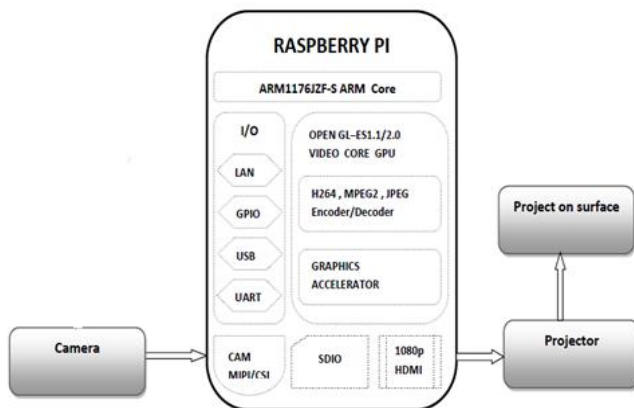 RASPBERRY PI
ARM1176JZF-S ARM Core
I/O
LAN
GPIO
USB
UART
OPEN GL–ES1.1/2.0
VIDEO CORE GPU
H264 , MPEG2 , JPEG
Encoder/Decoder
GRAPHICS
ACCELERATOR
CAM
MIPI/CSI
SDIO
1080p
HDMI
Camera
Projector
Project on surface